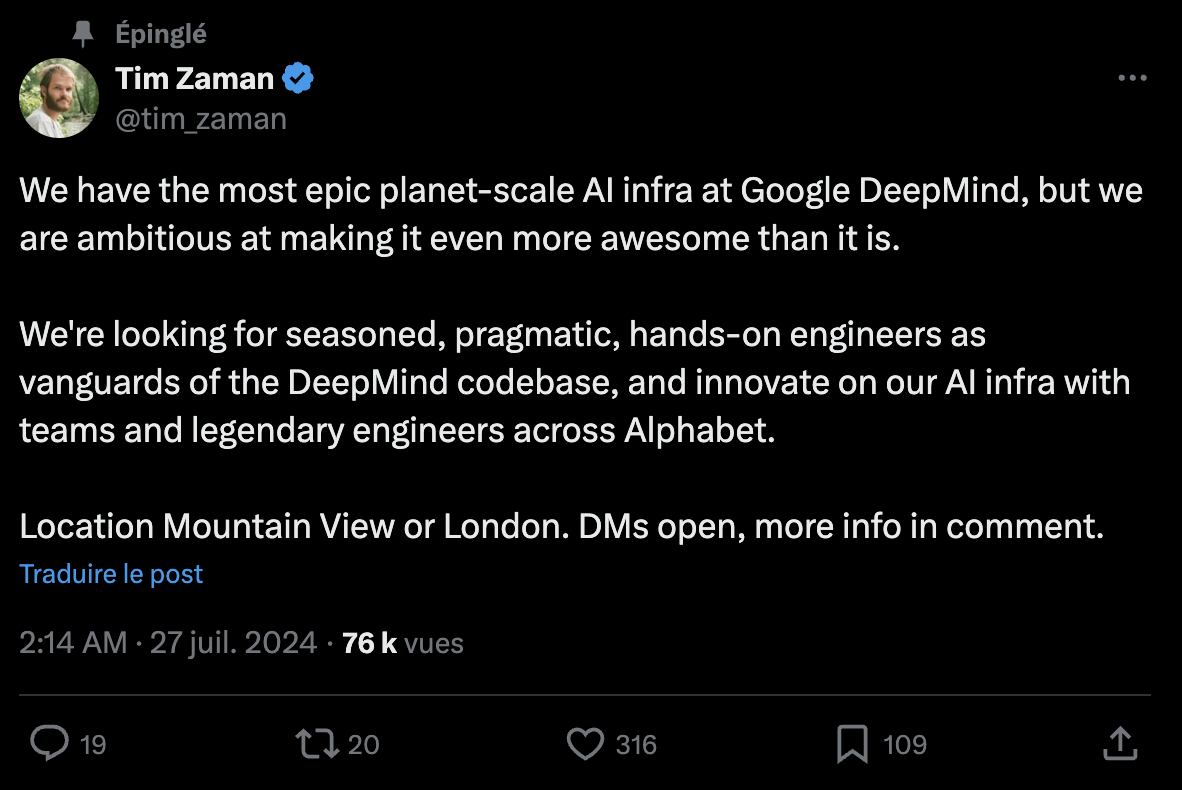 Épinglé
Tim Zaman
@tim_zaman
We have the most epic planet-scale AI infra at Google DeepMind, but we
are ambitious at making it even more awesome than it is.
We're looking for seasoned, pragmatic, hands-on engineers as
vanguards of the DeepMind codebase, and innovate on our AI infra with
teams and legendary engineers across Alphabet.
Location Mountain View or London. DMs open, more info in comment.
Traduire le post
2:14 AM · 27 juil. 2024 · 76 k vues
19 20 316 109